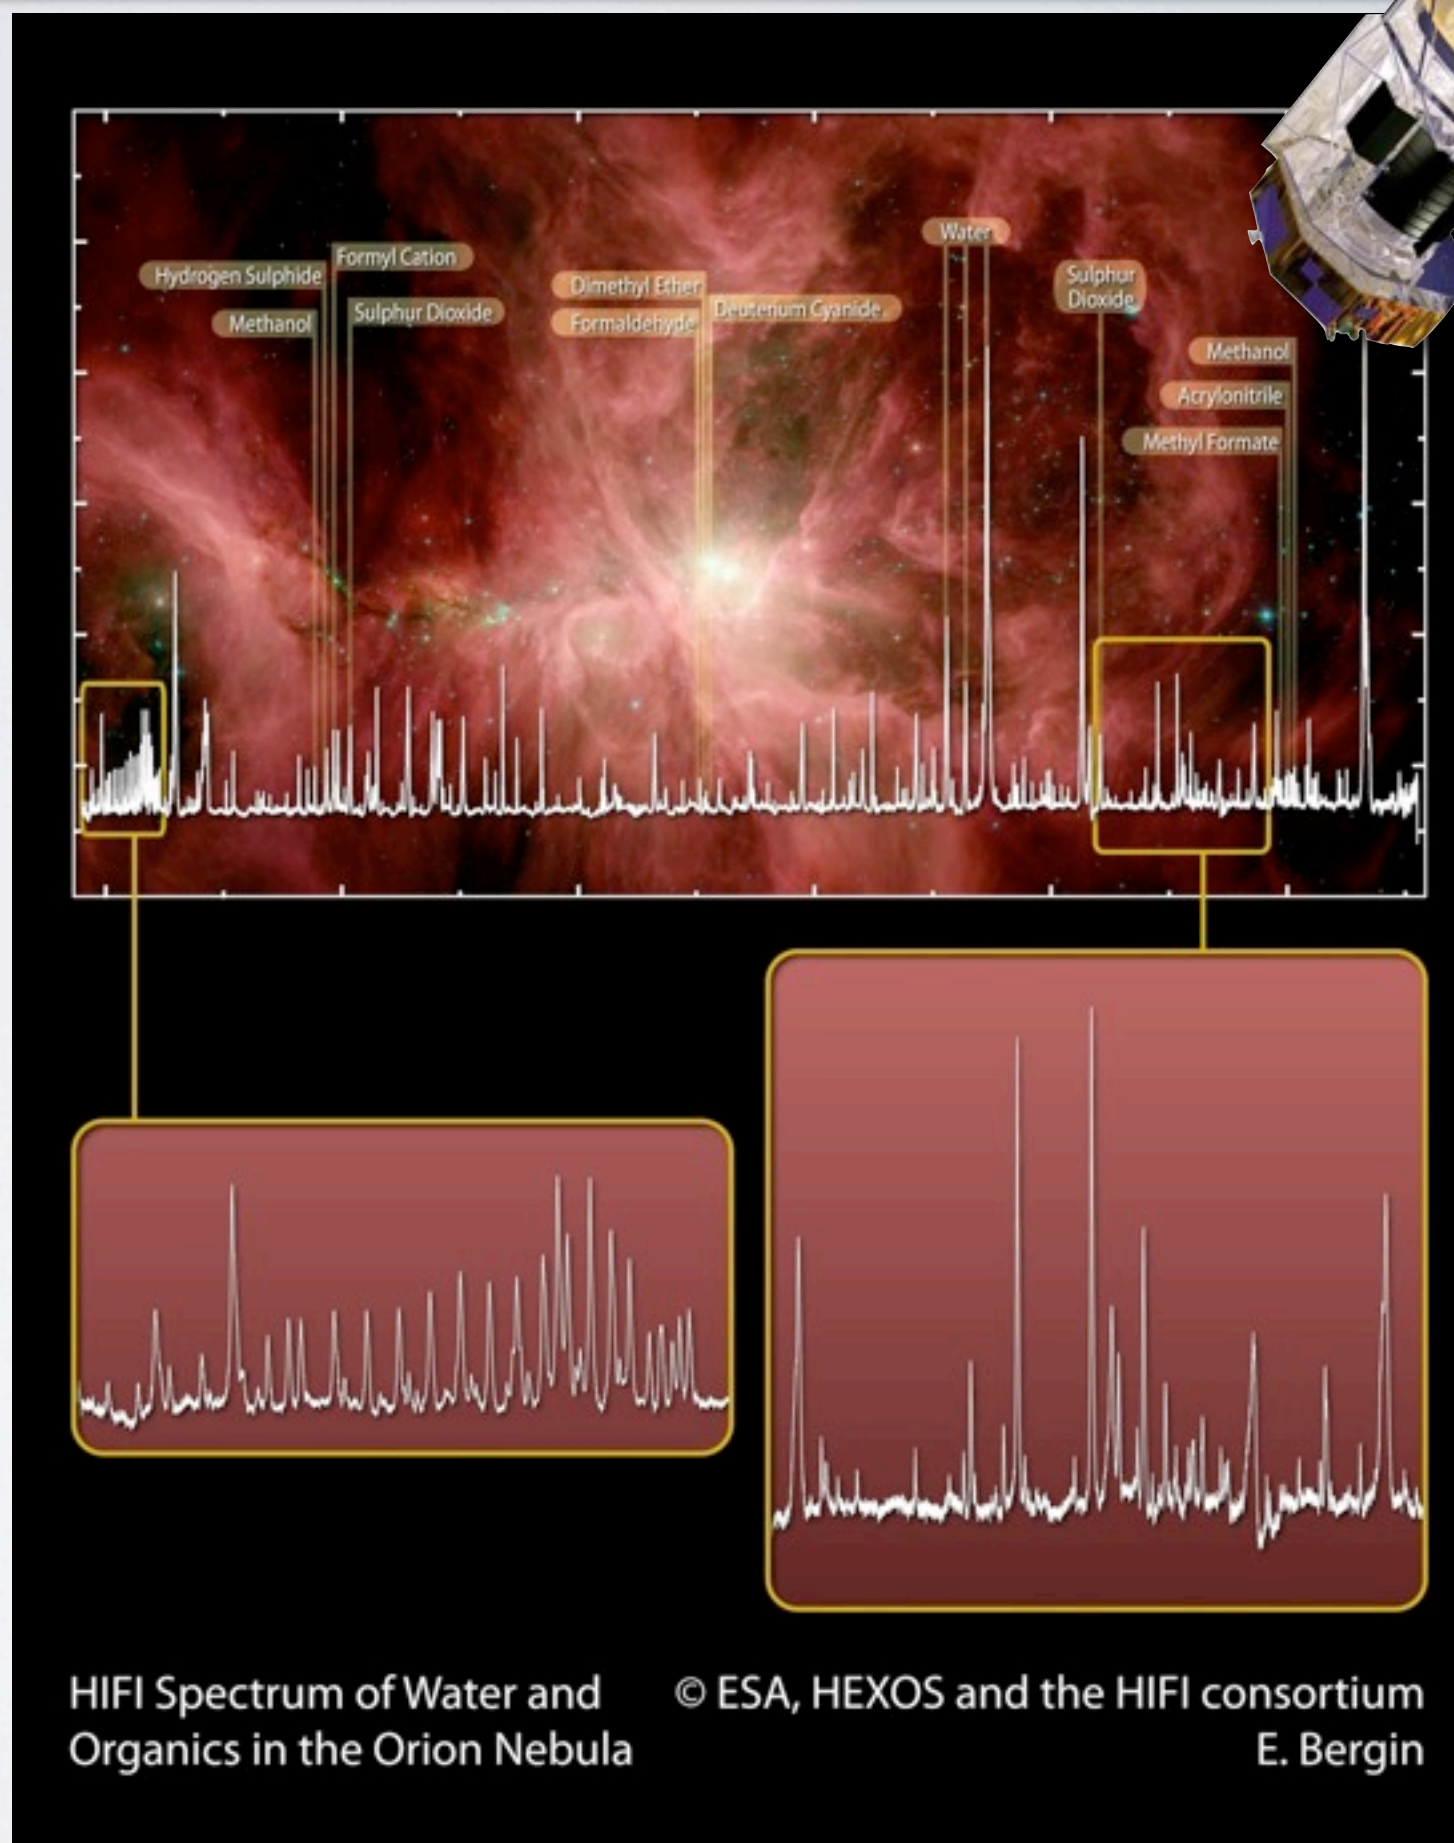 Water
Formyl Cation
Hydrogen Sulphide
Sulphur
Dioxide
Dimethyl Ether
Deuterium Cyanide
Sulphur Dioxide
Methanol
Formaldehyde
Methanol
Acrylonitrile
Methyl Formate
HIFI Spectrum of Water and
Organics in the Orion Nebula
© ESA, HEXOS and the HIFI consortium
E. Bergin